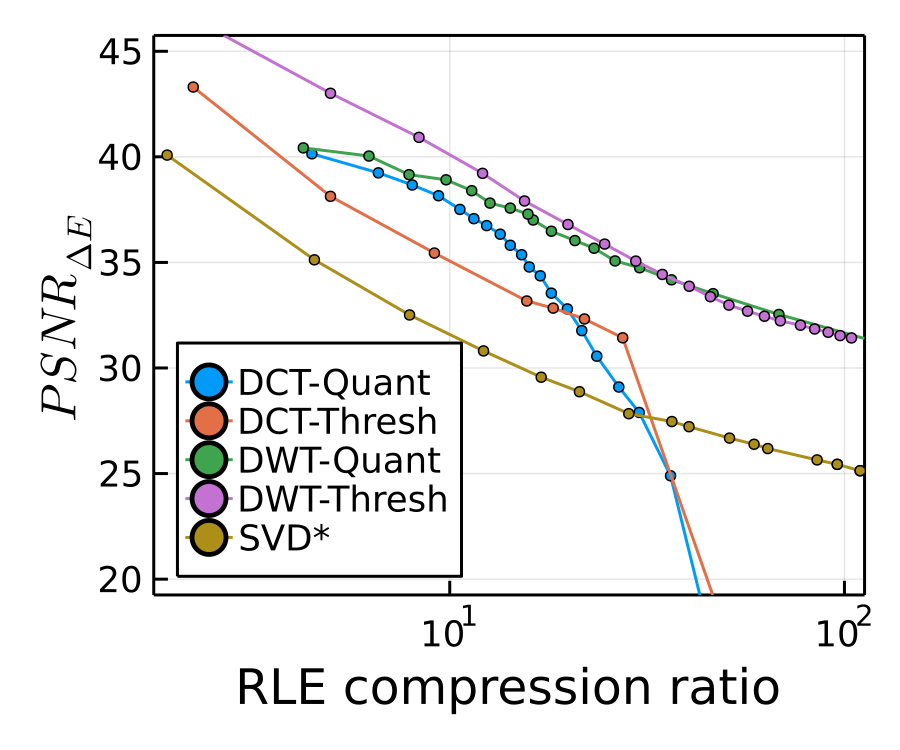 45
40
35
30
25
20
PSNR_{ΔE}
DCT-Quant
DCT-Thresh
DWT-Quant
DWT-Thresh
SVD*
10^1
10^2
RLE compression ratio